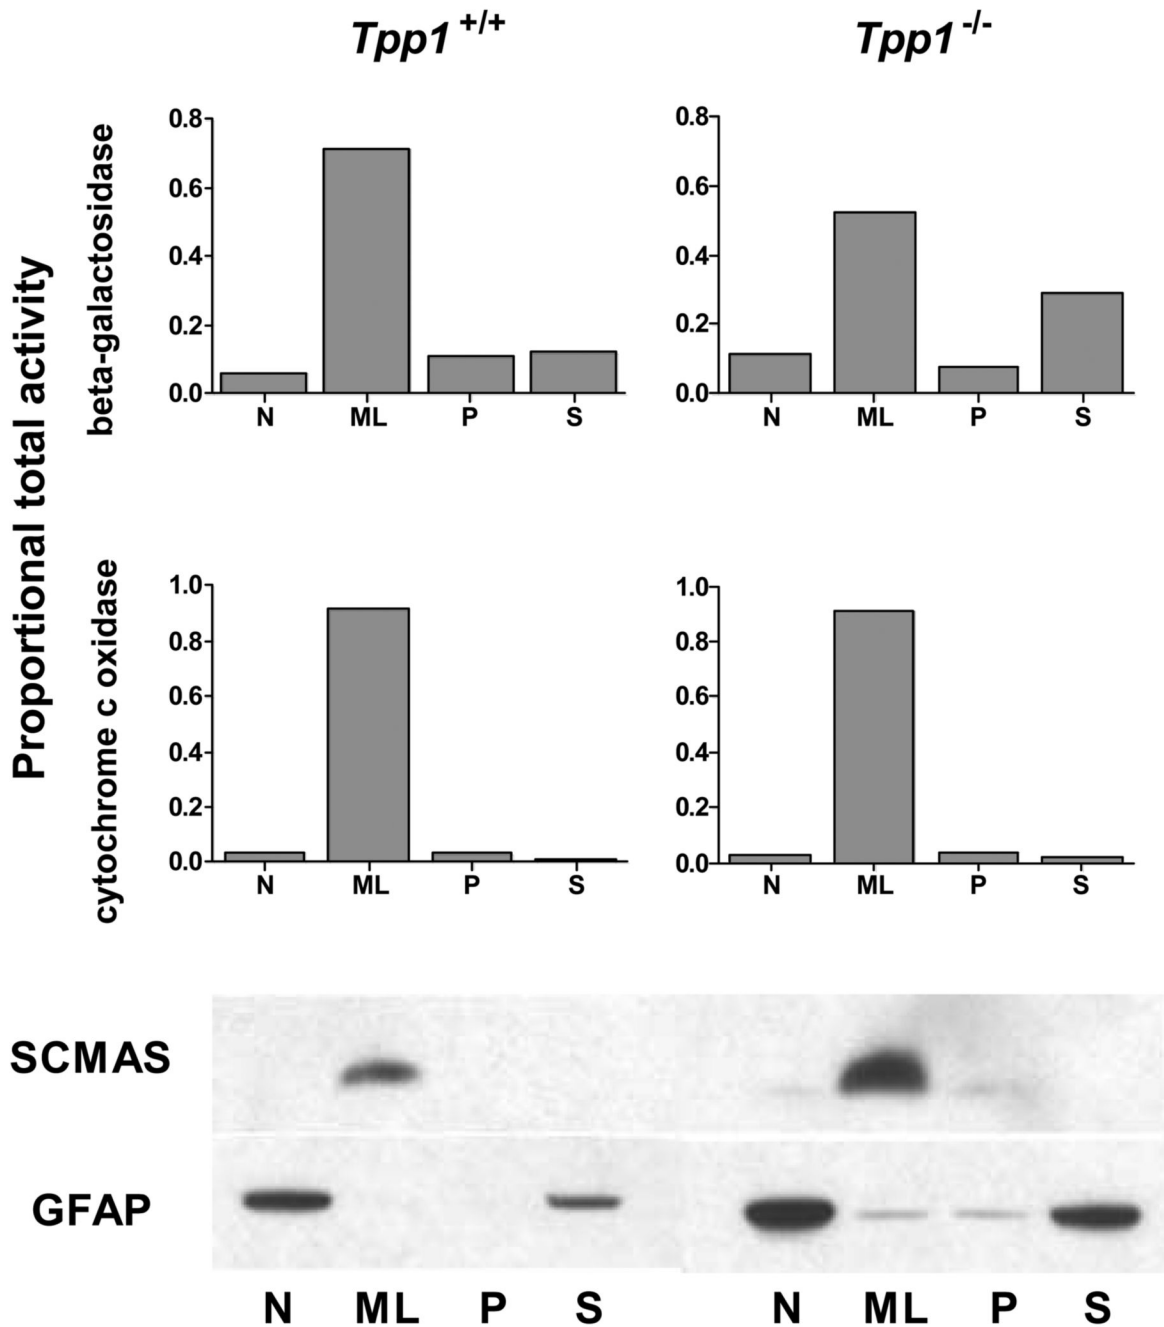 Tpp1 +/+
Tpp1 -/-
Proportional total activity
beta-galactosidase
0.8
0.6
0.4
0.2
0.0
N ML P S
0.8
0.6
0.4
0.2
0.0
N ML P S
cytochrome c oxidase
1.0
0.8
0.6
0.4
0.2
0.0
N ML P S
1.0
0.8
0.6
0.4
0.2
0.0
N ML P S
SCMAS
GFAP
N ML P S N ML P S